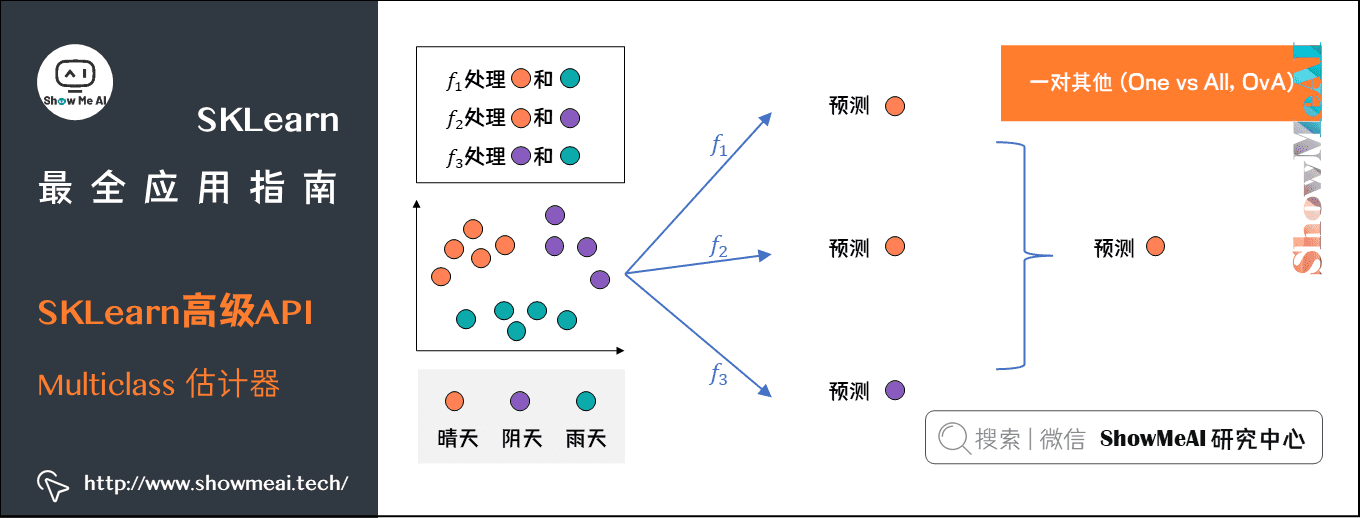 Show Me AI
SKLearn
最全应用指南
SKLearn高级API
Multiclass 估计器
http://www.showmeai.tech/
f1处理 和
f2处理 和
f3处理 和
晴天 阴天 雨天
f1
f2
f3
预测
预测
预测
预测
一对其他 (One vs All, OvA)
ShowMeAI
搜索 | 微信 ShowMeAI 研究中心